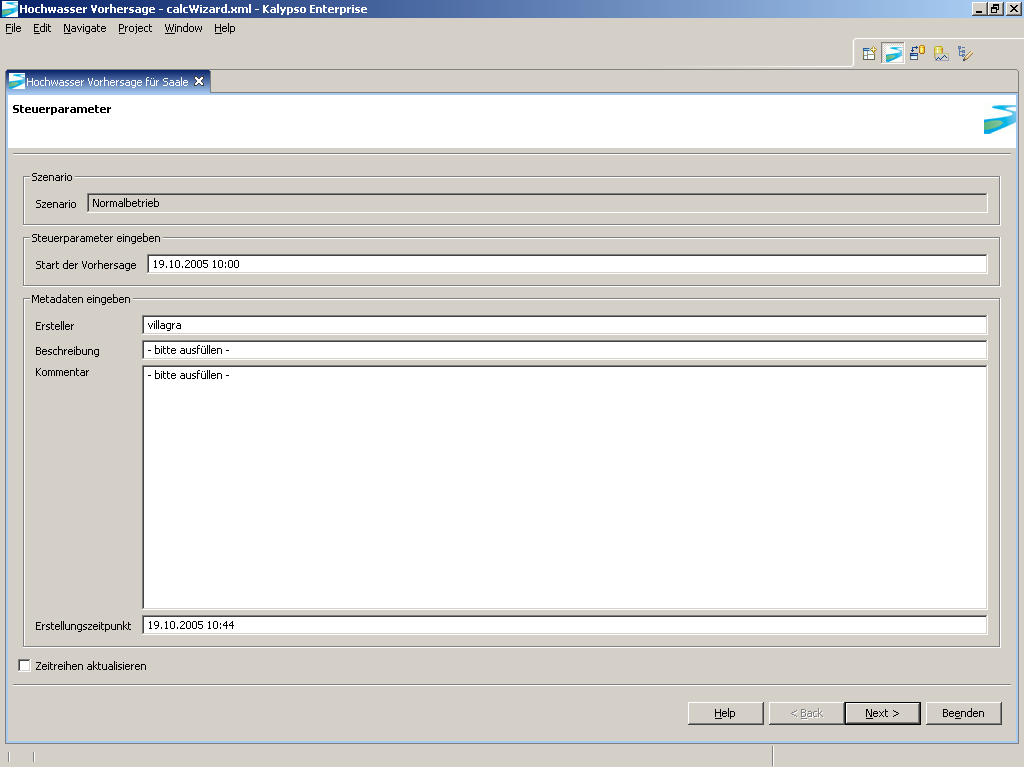 Hochwasser Vorhersage - calcWizard.xml - Kalypso Enterprise
File Edit Navigate Project Window Help
Hochwasser Vorhersage für Saale
Steuerparameter
Szenario
Szenario Normalbetrieb
Steuerparameter eingeben
Start der Vorhersage 19.10.2005 10:00
Metadaten eingeben
Ersteller villagra
Beschreibung - bitte ausfüllen -
Kommentar - bitte ausfüllen -
Erstellungszeitpunkt 19.10.2005 10:44
Zeitreihen aktualisieren
Help < Back Next > Beenden